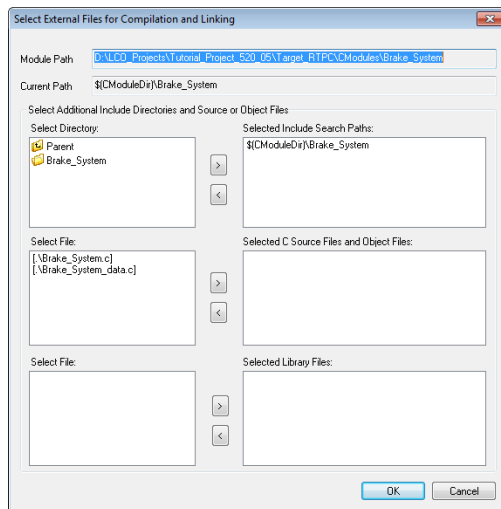 Select External Files for Compilation and Linking
Module Path
D:\LCO_Projects\Tutorial_Project_520_05\Target_RTPC\CModules\Brake_System
Current Path
$(CModuleDir)\Brake_System
Select Additional Include Directories and Source or Object Files
Select Directory:
Selected Include Search Paths:
Parent
$(CModuleDir)\Brake_System
Brake_System
>
<
Select File:
Selected C Source Files and Object Files:
[.\Brake_System.c]
[.\Brake_System_data.c]
>
<
Select File:
Selected Library Files:
>
<
OK
Cancel